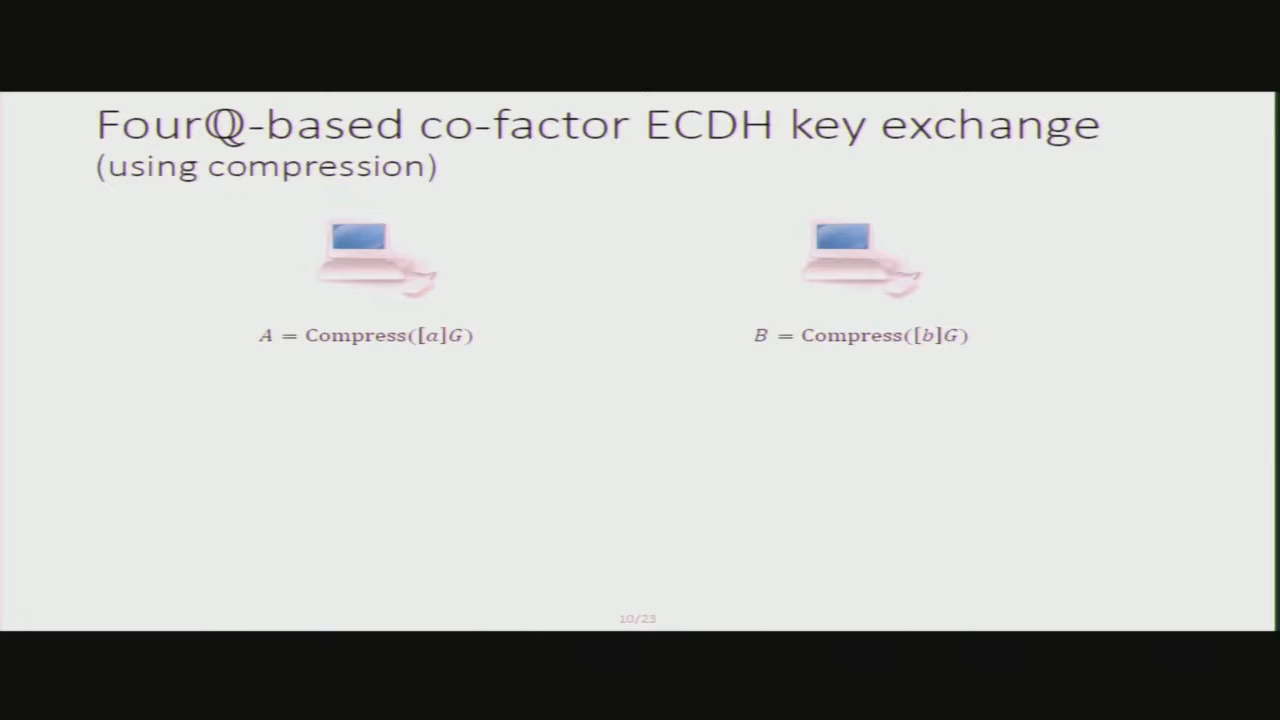 Fourℚ-based co-factor ECDH key exchange
(using compression)
A = Compress([a]G)
B = Compress([b]G)
10/23